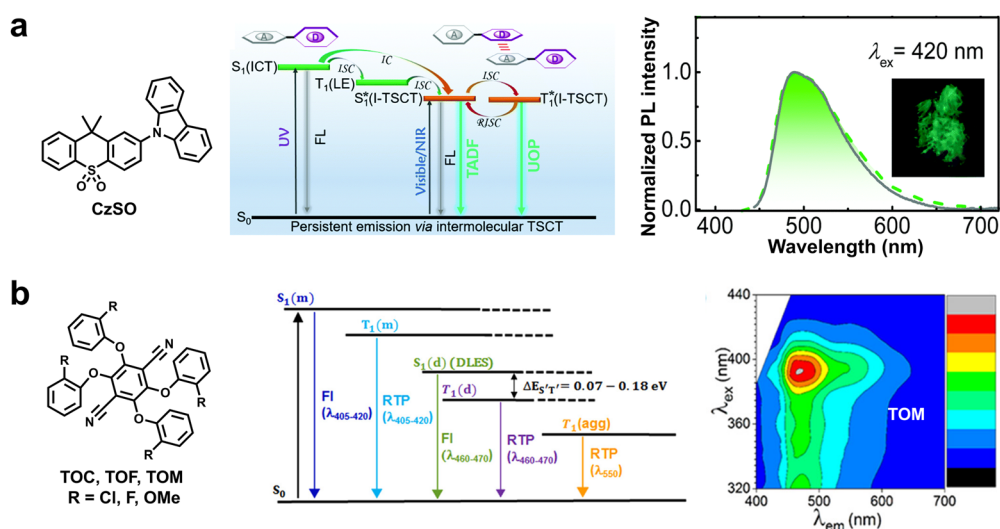 a
N
S
O O
CzSO
A
D
A
D
A
D
S₁(ICT)
ISC
T₁(LE)
IC
ISC
S₁*(I-TSCT)
ISC
RISC
T₁*(I-TSCT)
UV
FL
Visible/NIR
FL
TADF
UOP
S₀
Persistent emission via intermolecular TSCT
Normalized PL intensity
1.0
0.5
0.0
λex = 420 nm
400 500 600 700
Wavelength (nm)
b
R
O
CN
R
O
O
R
NC
O
R
TOC, TOF, TOM
R = Cl, F, OMe
S₁(m)
T₁(m)
S₁(d) (DLES)
T₁(d)
ΔES'T' = 0.07 - 0.18 eV
T₁(agg)
Fl
(λ405-420)
RTP
(λ405-420)
Fl
(λ460-470)
RTP
(λ460-470)
RTP
(λ550)
S₀
λex (nm)
440
400
360
320
TOM
400 500 600 700
λem (nm)